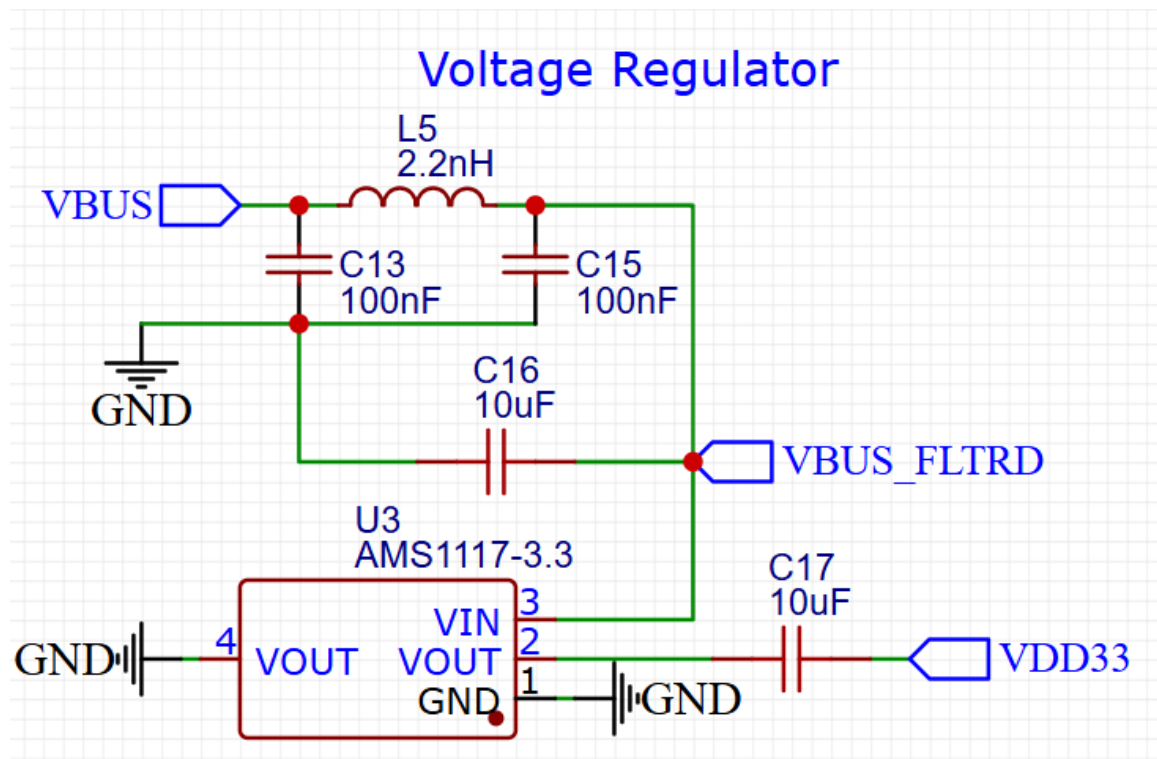 Voltage Regulator
L5
2.2nH
VBUS
C13
100nF
C15
100nF
GND
C16
10uF
VBUS_FLTRD
U3
AMS1117-3.3
C17
10uF
VIN 3
GND 4 VOUT VOUT 2 VDD33
GND 1 GND